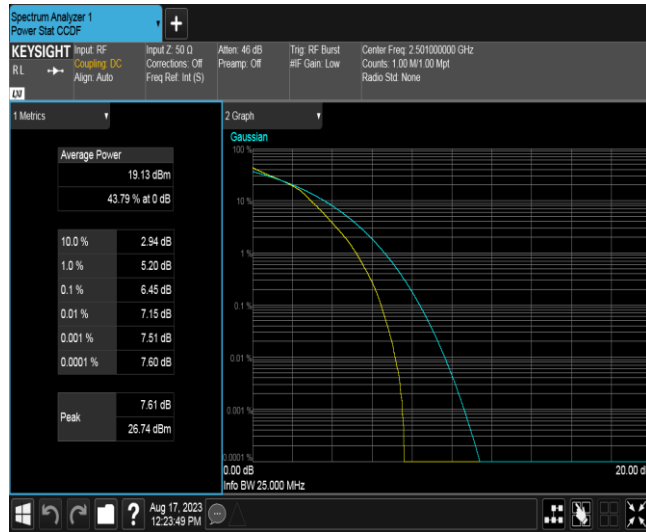 Spectrum Analyzer 1
Power Stat CCDF
+
KEYSIGHT
RL
LXI
Input: RF
Coupling: DC
Align: Auto
Input Z: 50 Ω
Corrections: Off
Freq Ref: Int (S)
Atten: 46 dB
Preamp: Off
Trig: RF Burst
#IF Gain: Low
Center Freq: 2.501000000 GHz
Counts: 1.00 M/1.00 Mpt
Radio Std: None
1 Metrics
Average Power
19.13 dBm
43.79 % at 0 dB
10.0 % 2.94 dB
1.0 % 5.20 dB
0.1 % 6.45 dB
0.01 % 7.15 dB
0.001 % 7.51 dB
0.0001 % 7.60 dB
Peak
7.61 dB
26.74 dBm
2 Graph
Gaussian
100 %
10 %
1 %
0.1 %
0.01 %
0.001 %
0.0001 %
0.00 dB
20.00 d
Info BW 25.000 MHz
?
Aug 17, 2023
12:23:49 PM